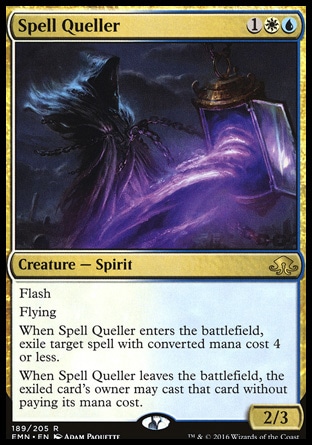 Spell Queller 1
Creature — Spirit
Flash
Flying
When Spell Queller enters the battlefield,
exile target spell with converted mana cost 4
or less.
When Spell Queller leaves the battlefield, the
exiled card's owner may cast that card without
paying its mana cost.
2/3
189/205 R
EMN • EN Adam Paquette ™ & © 2016 Wizards of the Coast